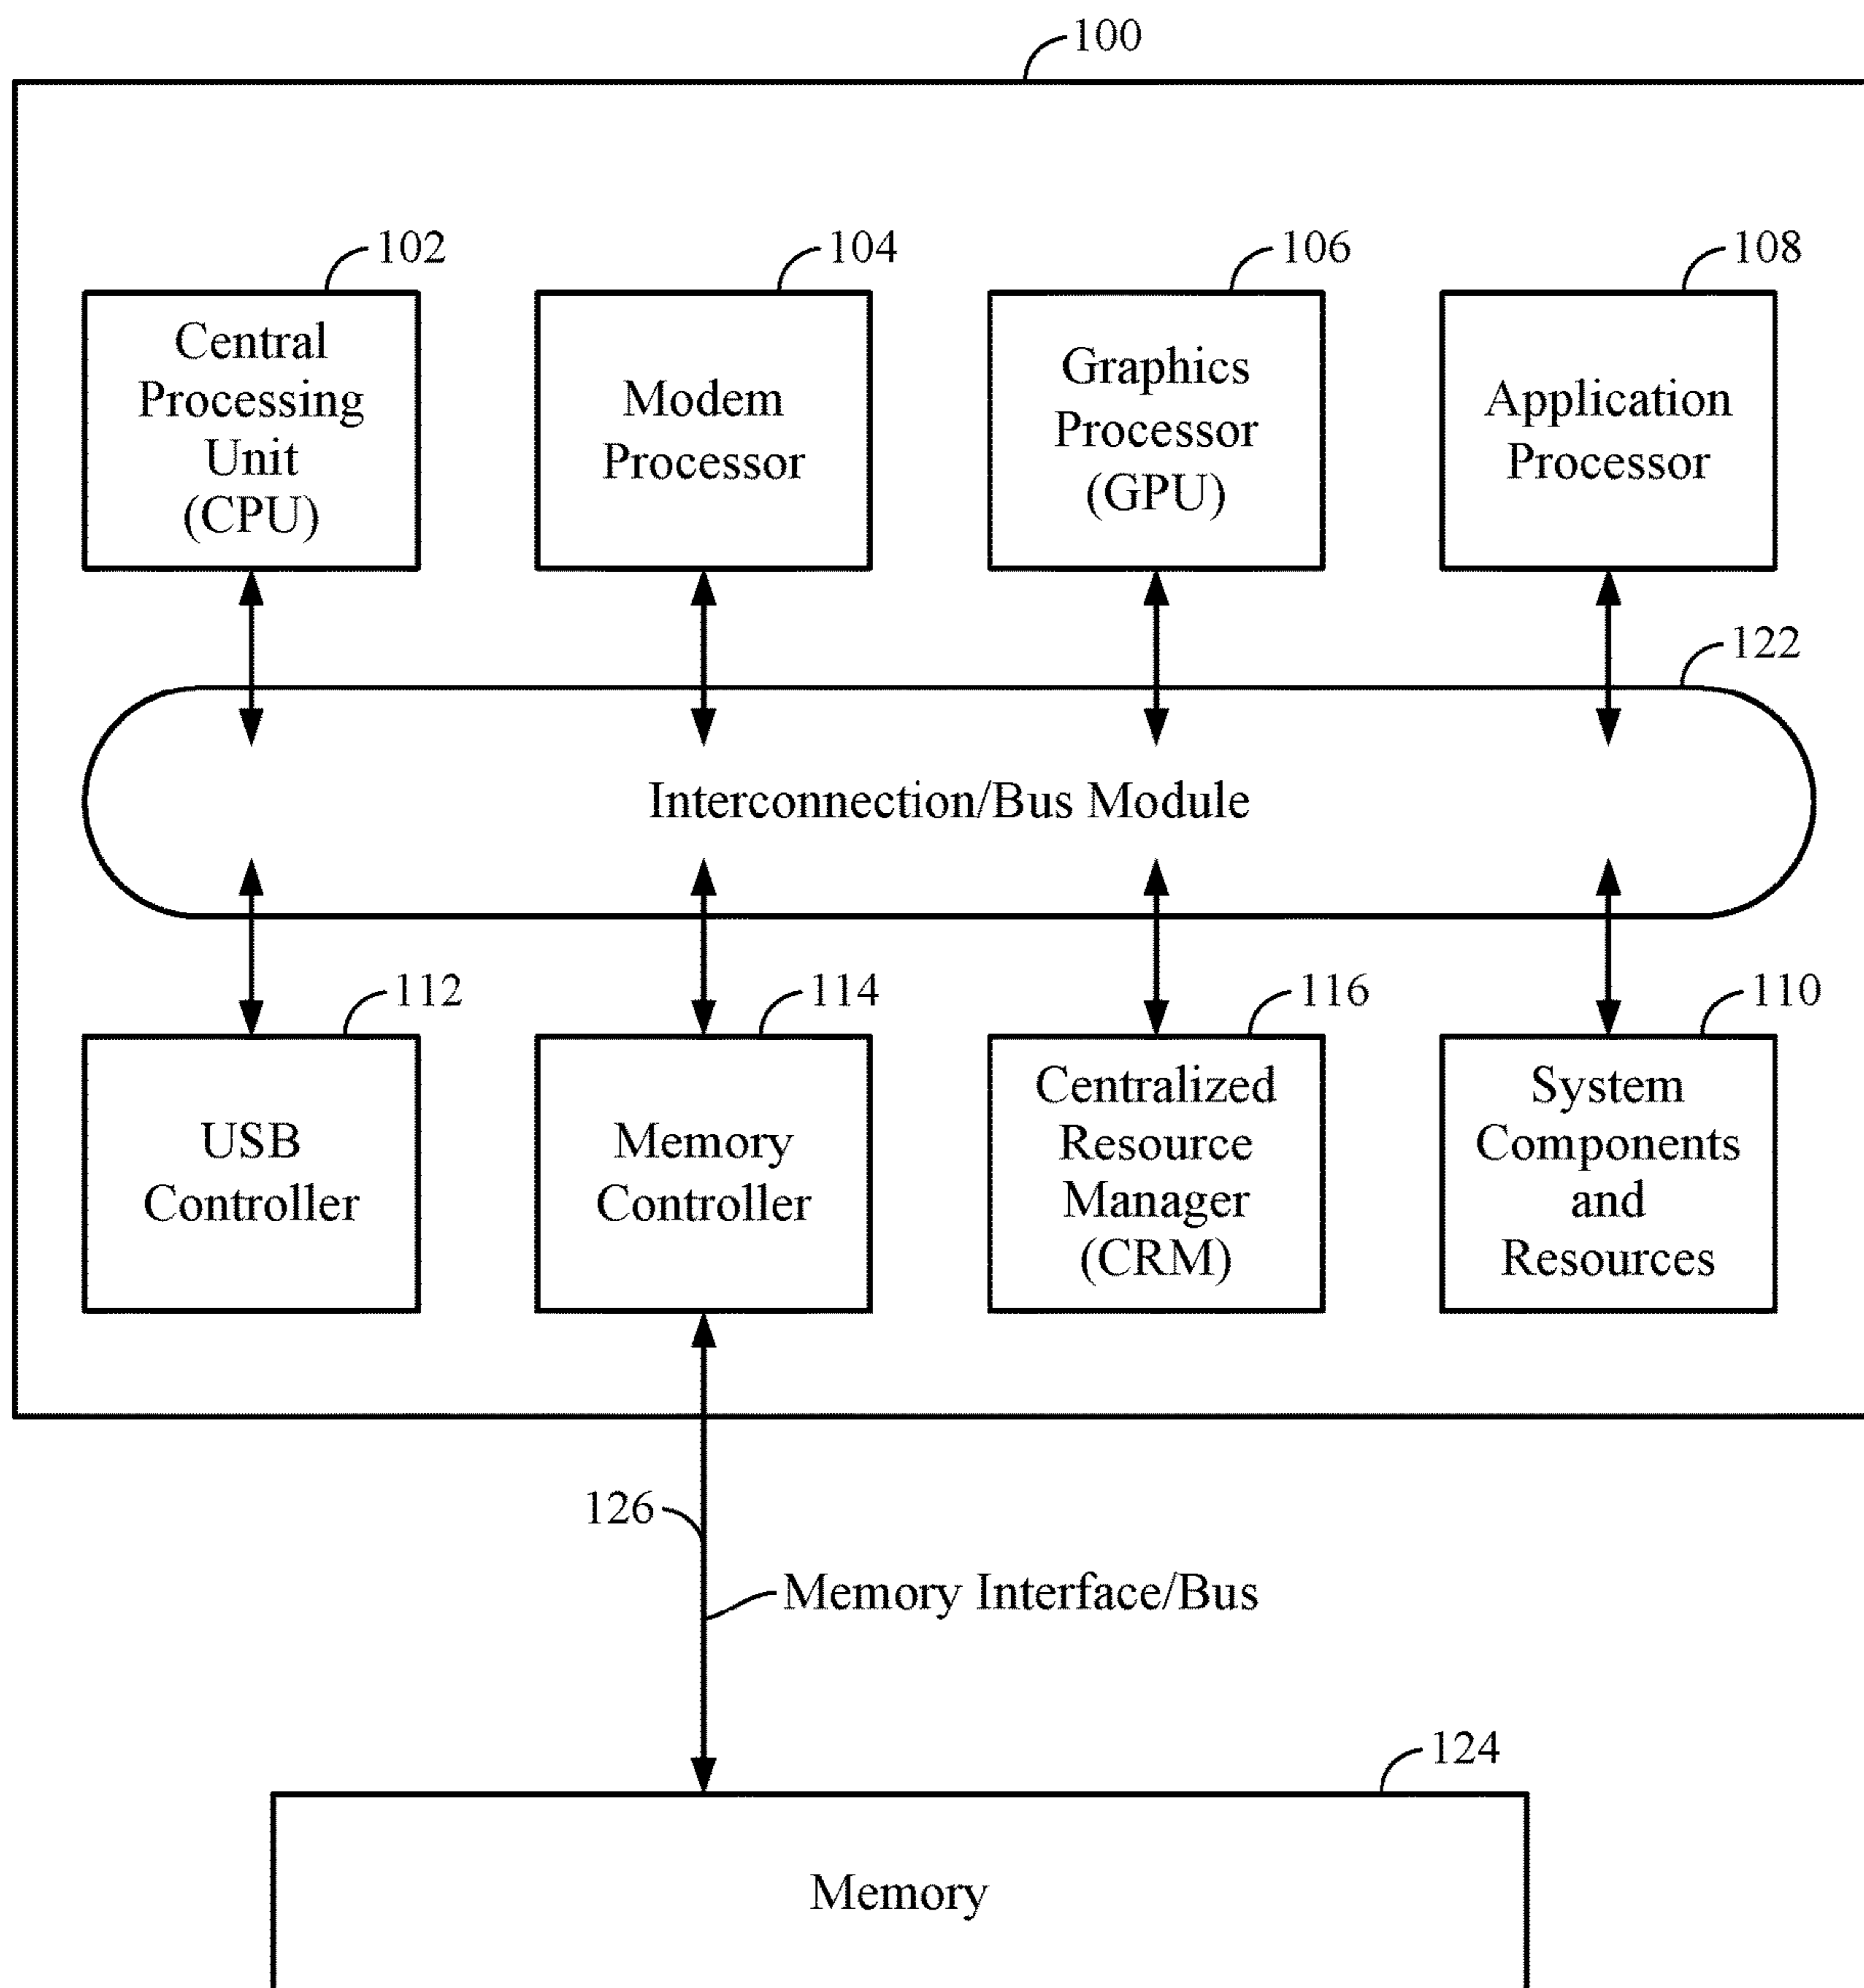 100
102
104
106
108
Central
Processing
Unit
(CPU)
Modem
Processor
Graphics
Processor
(GPU)
Application
Processor
122
Interconnection/Bus Module
112
114
116
110
USB
Controller
Memory
Controller
Centralized
Resource
Manager
(CRM)
System
Components
and
Resources
126
Memory Interface/Bus
124
Memory